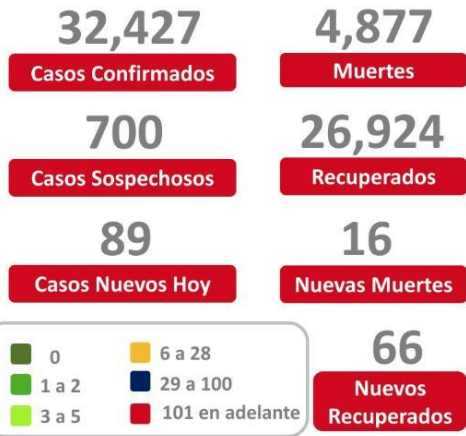 32,427
Casos Confirmados
4,877
Muertes
700
Casos Sospechosos
26,924
Recuperados
89
Casos Nuevos Hoy
16
Nuevas Muertes
0
1 a 2
3 a 5
6 a 28
29 a 100
101 en adelante
66
Nuevos
Recuperados